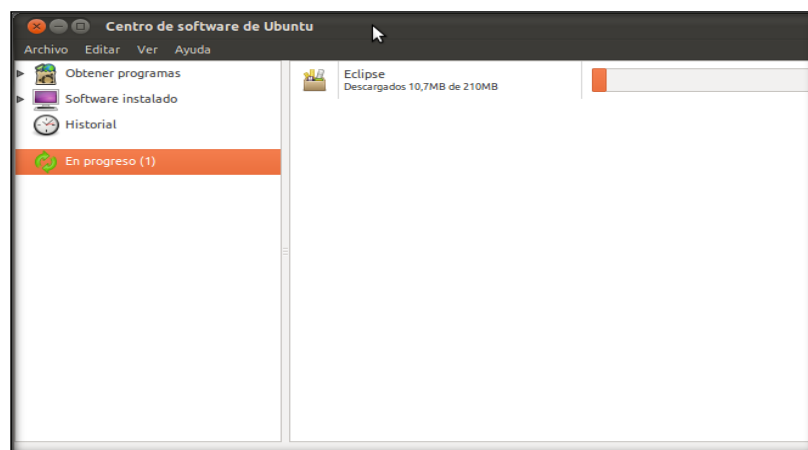 Centro de software de Ubuntu
Archivo Editar Ver Ayuda
Obtener programas
Software instalado
Historial
En progreso (1)
Eclipse
Descargados 10,7MB de 210MB